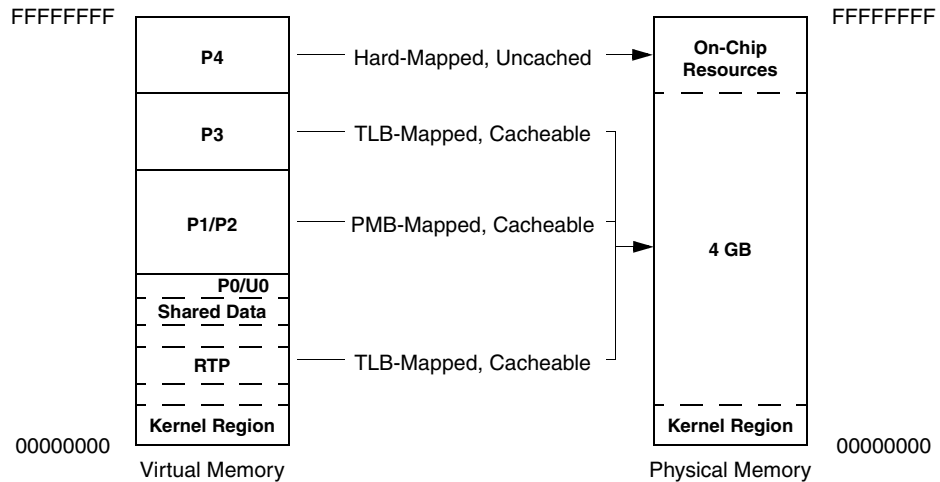 FFFFFFFF
FFFFFFFF
P4
Hard-Mapped, Uncached
On-Chip
Resources
P3
TLB-Mapped, Cacheable
P1/P2
PMB-Mapped, Cacheable
4 GB
P0/U0
Shared Data
RTP
TLB-Mapped, Cacheable
Kernel Region
Kernel Region
00000000
00000000
Virtual Memory
Physical Memory